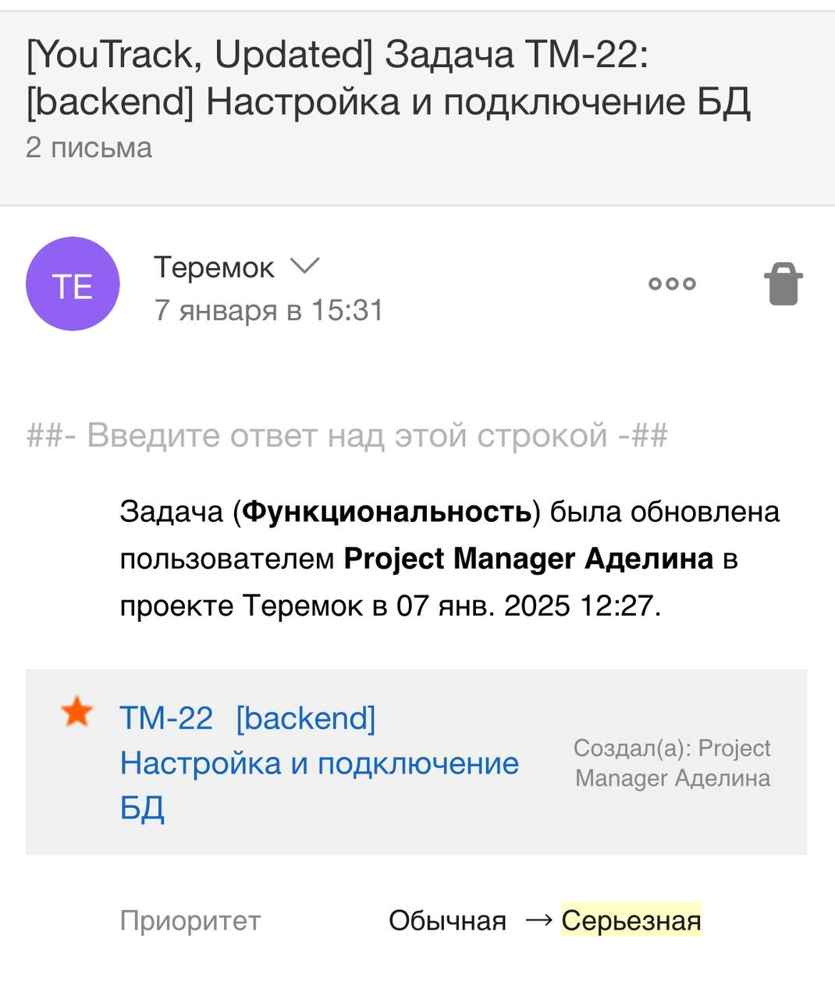 [YouTrack, Updated] Задача TM-22:
[backend] Настройка и подключение БД
2 письма
TE
Теремок
7 января в 15:31
##- Введите ответ над этой строкой -##
Задача (Функциональность) была обновлена
пользователем Project Manager Аделина в
проекте Теремок в 07 янв. 2025 12:27.
TM-22 [backend]
Настройка и подключение
БД
Создал(а): Project
Manager Аделина
Приоритет Обычная → Серьезная